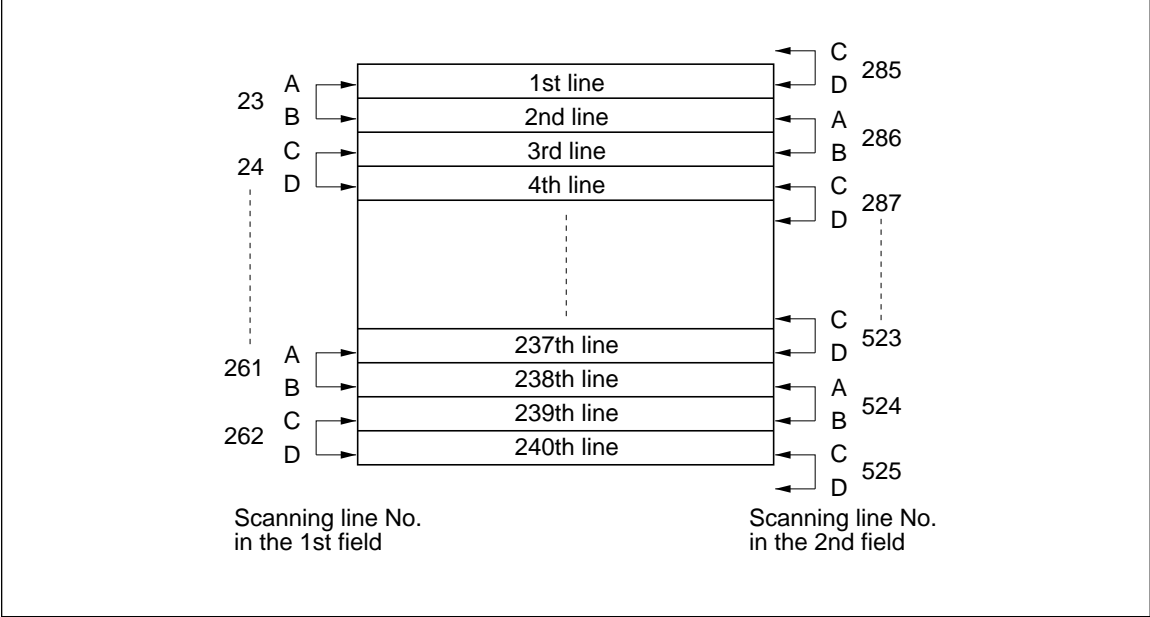 C
285
A 1st line D
23
B 2nd line A
286
C 3rd line B
24
D 4th line C
287
D
C
523
A 237th line D
261
B 238th line A
524
C 239th line B
262
D 240th line C
525
D
Scanning line No. Scanning line No.
in the 1st field in the 2nd field